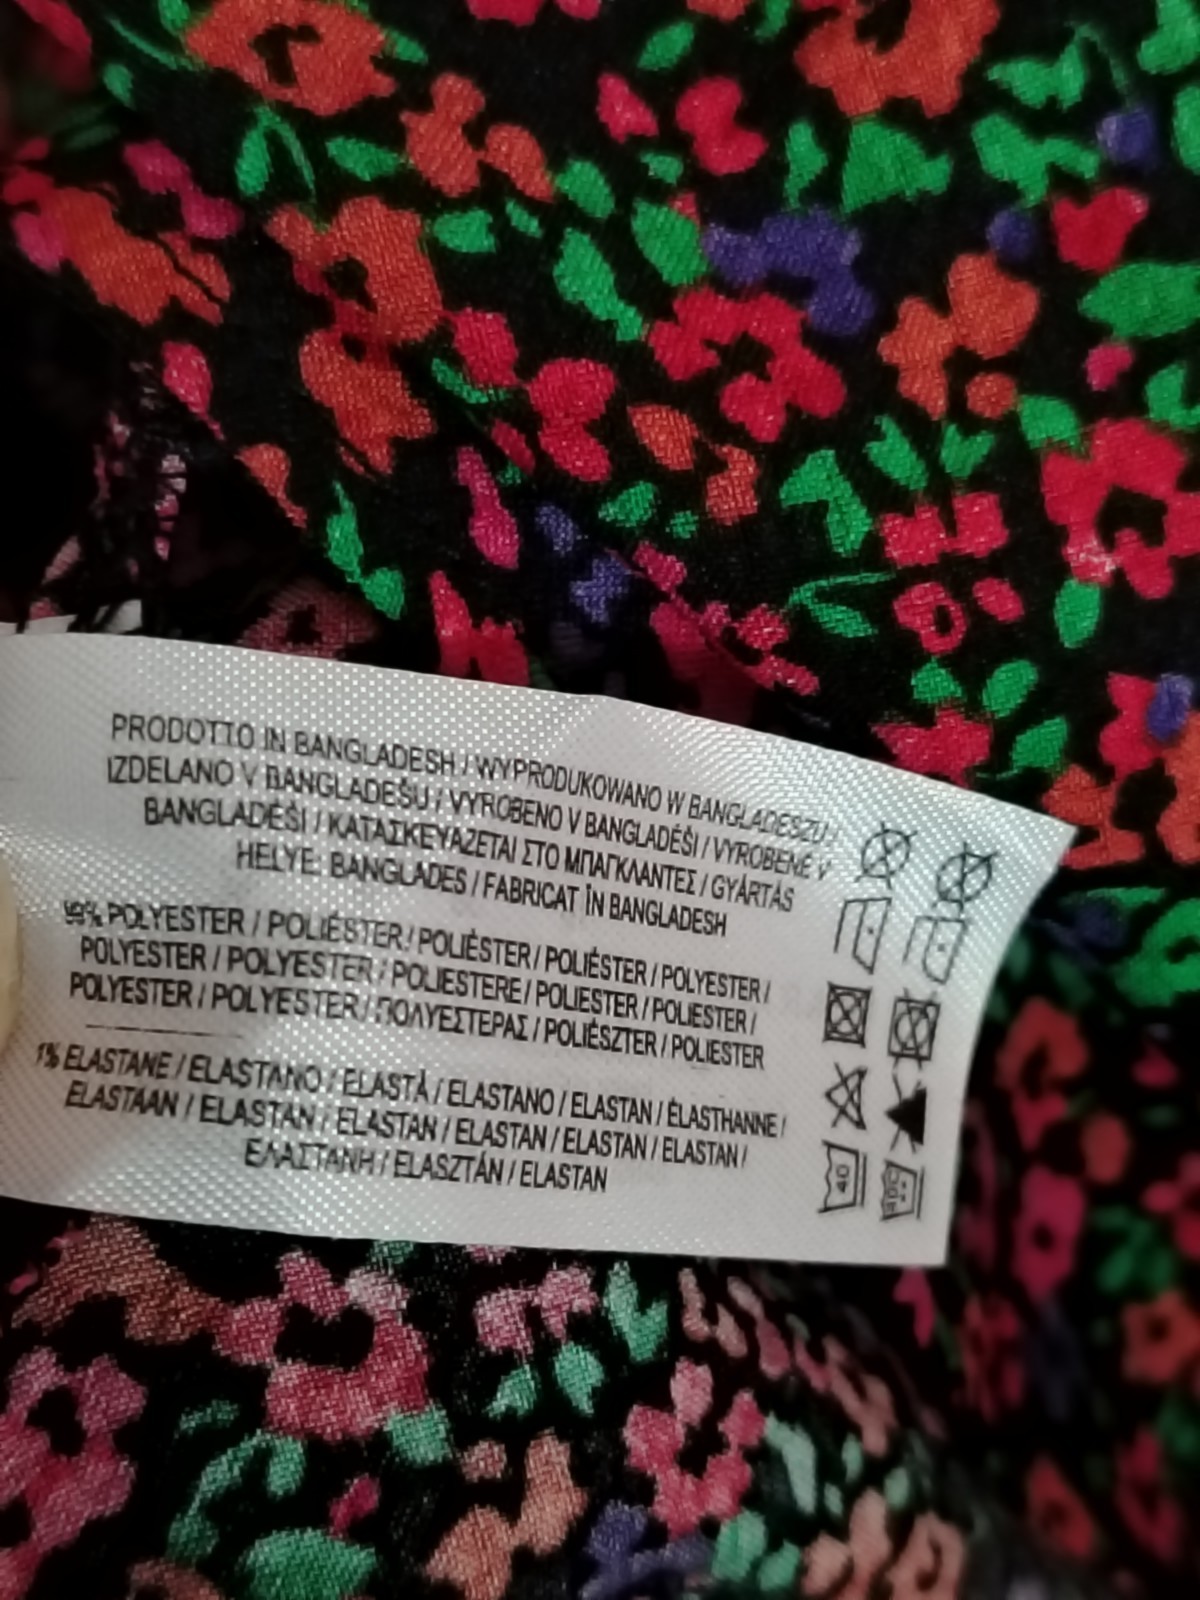 PRODOTTO IN BANGLADESH / WYPRODUKOWANO W BANGLADESZU /
IZDELANO V BANGLADEŠU / VYROBENO V BANGLADÉŠI / VYROBENÉ V
BANGLADÉŠI / ΚΑΤΑΣΚΕΥΑΖΕΤΑΙ ΣΤΟ ΜΠΑΓΚΛΑΝΤΕΣ / GYÁRTÁS
HELYE: BANGLADES / FABRICAT ÎN BANGLADESH
99% POLYESTER / POLIÉSTER / POLIÈSTER / POLIÉSTER / POLYESTER /
POLYESTER / POLYESTER / POLIESTERE / POLIESTER / POLIESTER /
POLYESTER / POLYESTER / ΠΟΛΥΕΣΤΕΡΑΣ / POLIÉSZTER / POLIESTER
1% ELASTANE / ELASTANO / ELASTÀ / ELASTANO / ELASTAN / ÉLASTHANNE /
ELASTAAN / ELASTAN / ELASTAN / ELASTAN / ELASTAN / ELASTAN /
ΕΛΑΣΤΑΝΗ / ELASZTÁN / ELASTAN
40